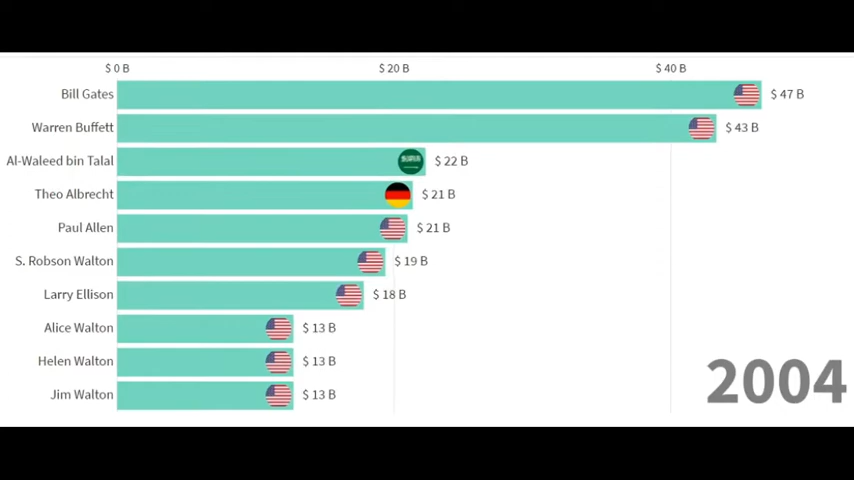 $ 0 B $ 20 B $ 40 B
Bill Gates $ 47 B
Warren Buffett $ 43 B
Al-Waleed bin Talal $ 22 B
Theo Albrecht $ 21 B
Paul Allen $ 21 B
S. Robson Walton $ 19 B
Larry Ellison $ 18 B
Alice Walton $ 13 B
Helen Walton $ 13 B
Jim Walton $ 13 B
2004